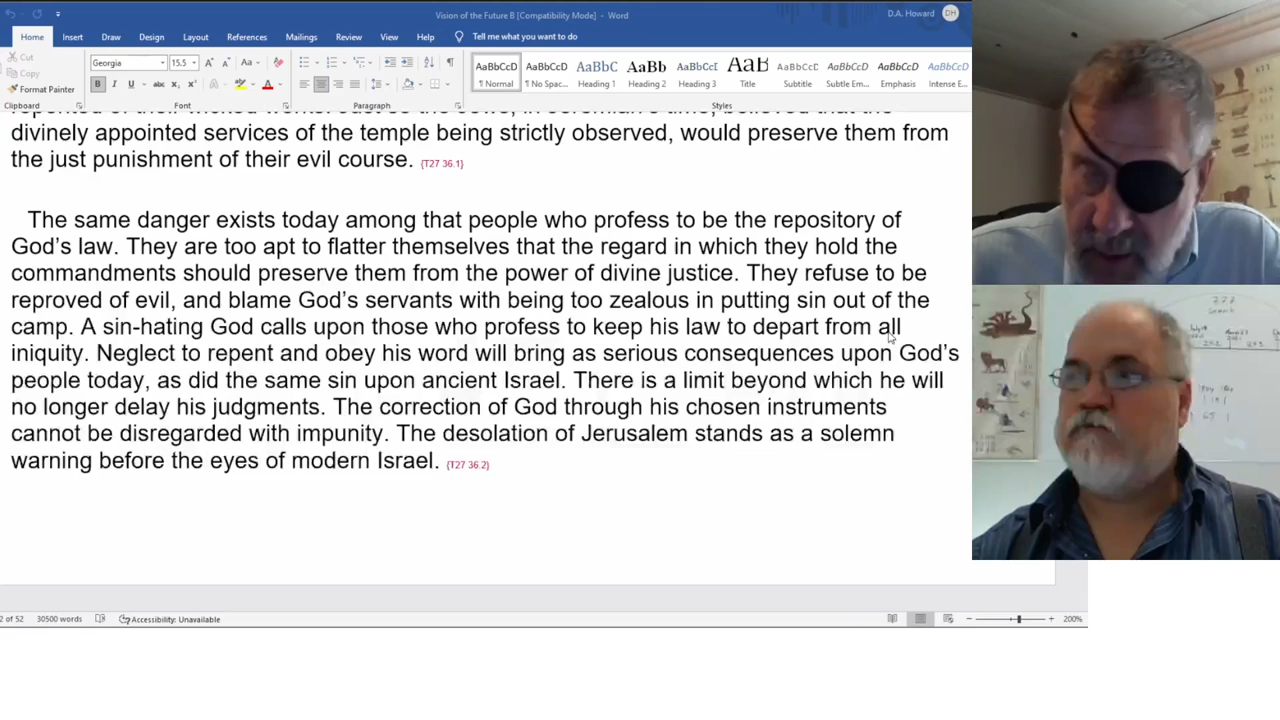 Vision of the Future B [Compatibility Mode] - Word
D.A. Howard DH
Home Insert Draw Design Layout References Mailings Review View Help Tell me what you want to do
Cut
Copy
Format Painter
Clipboard
Georgia 15.5
Font
Paragraph
AaBbCcD AaBbCcD AaBbC AaBb AaBbCcD AaB AaBbCcD AaBbCcD AaBbCcD AaBbCcD
¶ Normal ¶ No Spac... Heading 1 Heading 2 Heading 3 Title Subtitle Subtle Em... Emphasis Intense E...
Styles
divinely appointed services of the temple being strictly observed, would preserve them from
the just punishment of their evil course. {T27 36.1}
The same danger exists today among that people who profess to be the repository of
God's law. They are too apt to flatter themselves that the regard in which they hold the
commandments should preserve them from the power of divine justice. They refuse to be
reproved of evil, and blame God's servants with being too zealous in putting sin out of the
camp. A sin-hating God calls upon those who profess to keep his law to depart from all
iniquity. Neglect to repent and obey his word will bring as serious consequences upon God's
people today, as did the same sin upon ancient Israel. There is a limit beyond which he will
no longer delay his judgments. The correction of God through his chosen instruments
cannot be disregarded with impunity. The desolation of Jerusalem stands as a solemn
warning before the eyes of modern Israel. {T27 36.2}
2 of 52 30500 words Accessibility: Unavailable 200%